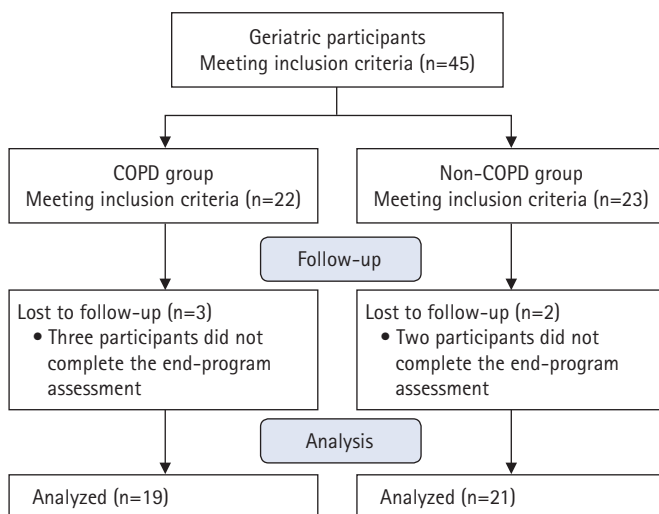 Geriatric participants
Meeting inclusion criteria (n=45)
COPD group
Meeting inclusion criteria (n=22)
Non-COPD group
Meeting inclusion criteria (n=23)
Follow-up
Lost to follow-up (n=3)
• Three participants did not
complete the end-program
assessment
Lost to follow-up (n=2)
• Two participants did not
complete the end-program
assessment
Analysis
Analyzed (n=19)
Analyzed (n=21)